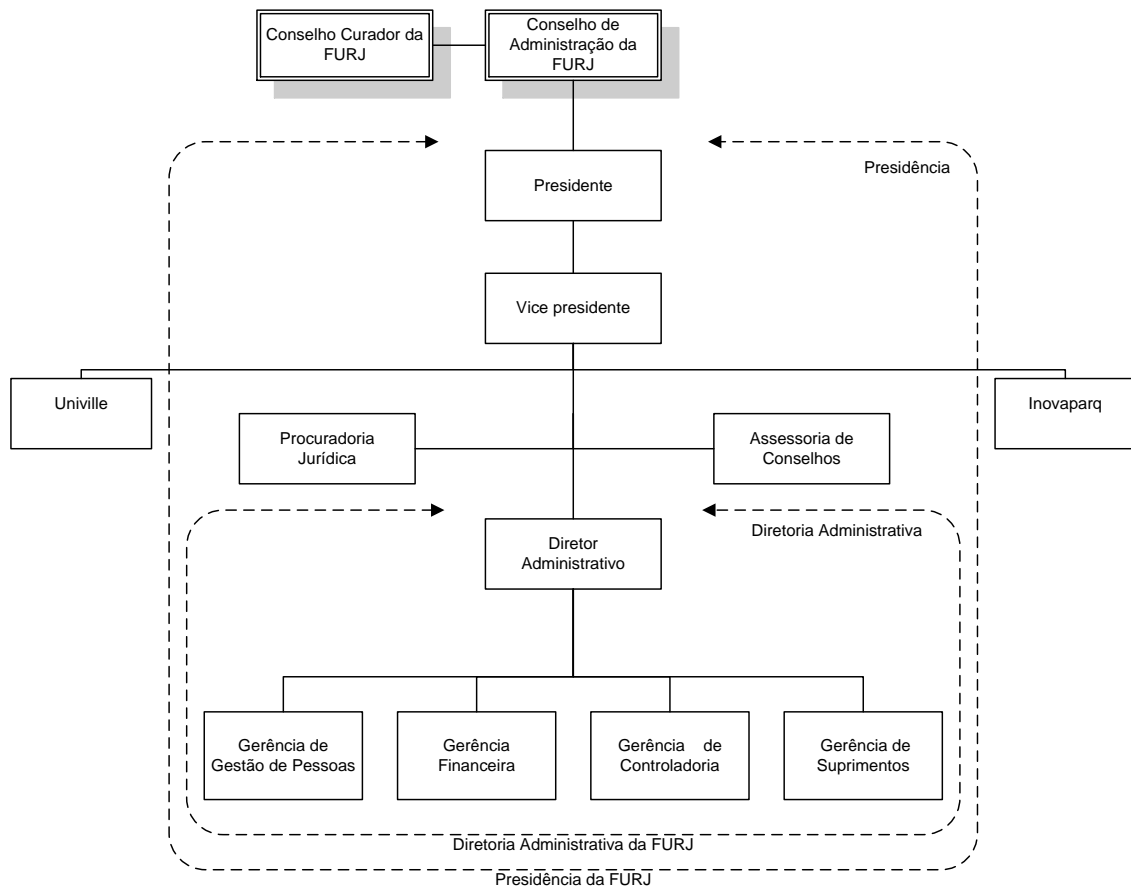 Conselho Curador da
FURJ
Conselho de
Administração da
FURJ
Presidência
Presidente
Vice presidente
Univille
Inovaparq
Procuradoria
Jurídica
Assessoria de
Conselhos
Diretoria Administrativa
Diretor
Administrativo
Gerência de
Gestão de Pessoas
Gerência
Financeira
Gerência de
Controladoria
Gerência de
Suprimentos
Diretoria Administrativa da FURJ
Presidência da FURJ